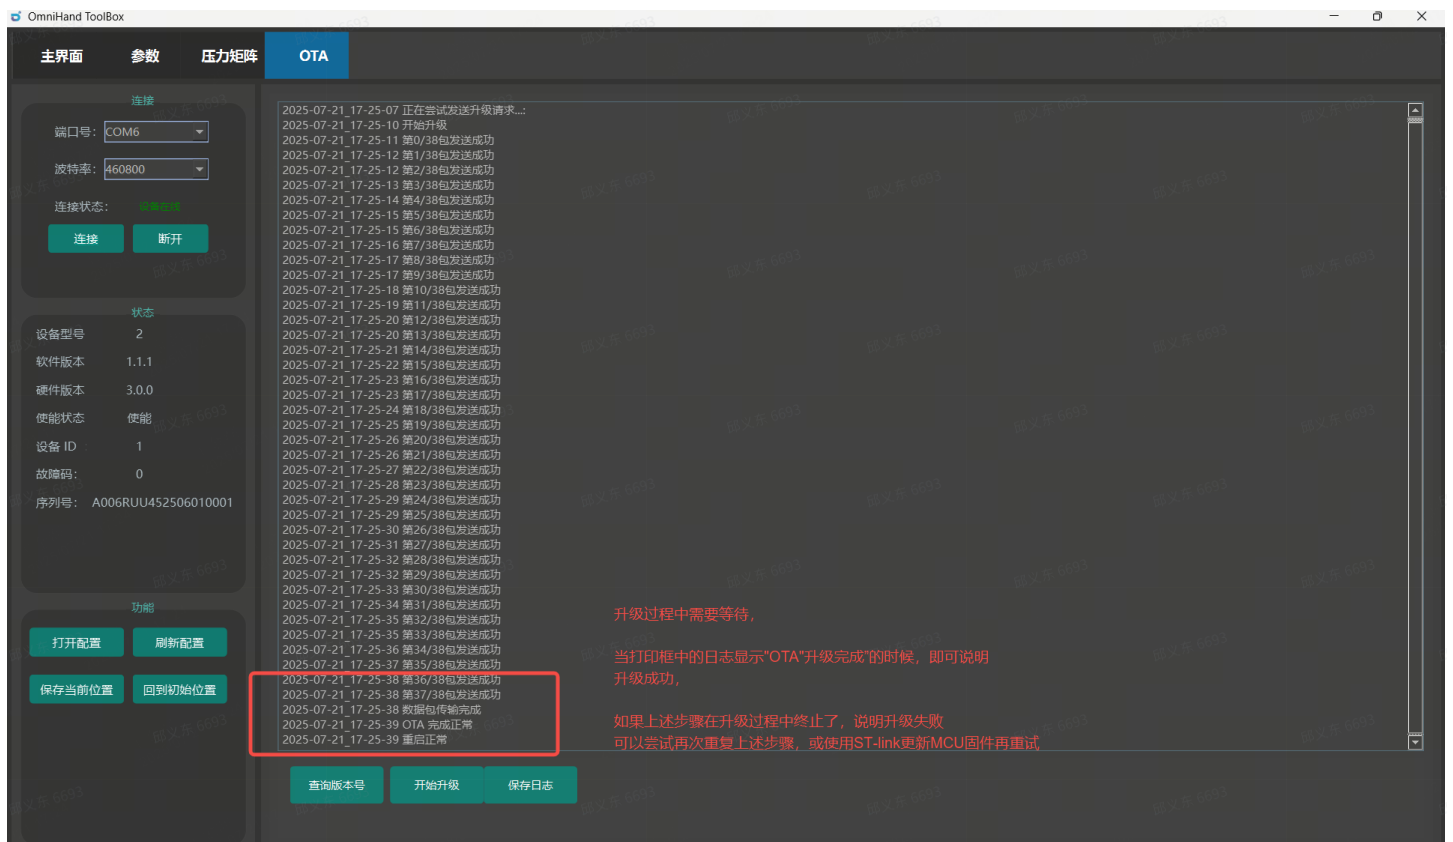 OmniHand ToolBox
主界面 参数 压力矩阵 OTA
连接
端口号: COM6
波特率: 460800
连接状态: 设备在线
连接 断开
状态
设备型号 2
软件版本 1.1.1
硬件版本 3.0.0
使能状态 使能
设备 ID 1
故障码: 0
序列号: A006RUU452506010001
功能
打开配置 刷新配置
保存当前位置 回到初始位置
2025-07-21_17-25-07 正在尝试发送升级请求...:
2025-07-21_17-25-10 开始升级
2025-07-21_17-25-11 第0/38包发送成功
2025-07-21_17-25-12 第1/38包发送成功
2025-07-21_17-25-12 第2/38包发送成功
2025-07-21_17-25-13 第3/38包发送成功
2025-07-21_17-25-14 第4/38包发送成功
2025-07-21_17-25-15 第5/38包发送成功
2025-07-21_17-25-15 第6/38包发送成功
2025-07-21_17-25-16 第7/38包发送成功
2025-07-21_17-25-17 第8/38包发送成功
2025-07-21_17-25-17 第9/38包发送成功
2025-07-21_17-25-18 第10/38包发送成功
2025-07-21_17-25-19 第11/38包发送成功
2025-07-21_17-25-20 第12/38包发送成功
2025-07-21_17-25-20 第13/38包发送成功
2025-07-21_17-25-21 第14/38包发送成功
2025-07-21_17-25-22 第15/38包发送成功
2025-07-21_17-25-23 第16/38包发送成功
2025-07-21_17-25-23 第17/38包发送成功
2025-07-21_17-25-24 第18/38包发送成功
2025-07-21_17-25-25 第19/38包发送成功
2025-07-21_17-25-26 第20/38包发送成功
2025-07-21_17-25-26 第21/38包发送成功
2025-07-21_17-25-27 第22/38包发送成功
2025-07-21_17-25-28 第23/38包发送成功
2025-07-21_17-25-29 第24/38包发送成功
2025-07-21_17-25-29 第25/38包发送成功
2025-07-21_17-25-30 第26/38包发送成功
2025-07-21_17-25-31 第27/38包发送成功
2025-07-21_17-25-32 第28/38包发送成功
2025-07-21_17-25-32 第29/38包发送成功
2025-07-21_17-25-33 第30/38包发送成功
2025-07-21_17-25-34 第31/38包发送成功
2025-07-21_17-25-35 第32/38包发送成功
2025-07-21_17-25-35 第33/38包发送成功
2025-07-21_17-25-36 第34/38包发送成功
2025-07-21_17-25-37 第35/38包发送成功
2025-07-21_17-25-38 第36/38包发送成功
2025-07-21_17-25-38 第37/38包发送成功
2025-07-21_17-25-38 数据包传输完成
2025-07-21_17-25-39 OTA 完成正常
2025-07-21_17-25-39 重启正常
升级过程中需要等待，
当打印框中的日志显示"OTA"升级完成"的时候，即可说明
升级成功，
如果上述步骤在升级过程中终止了，说明升级失败
可以尝试再次重复上述步骤，或使用ST-link更新MCU固件再重试
查询版本号 开始升级 保存日志